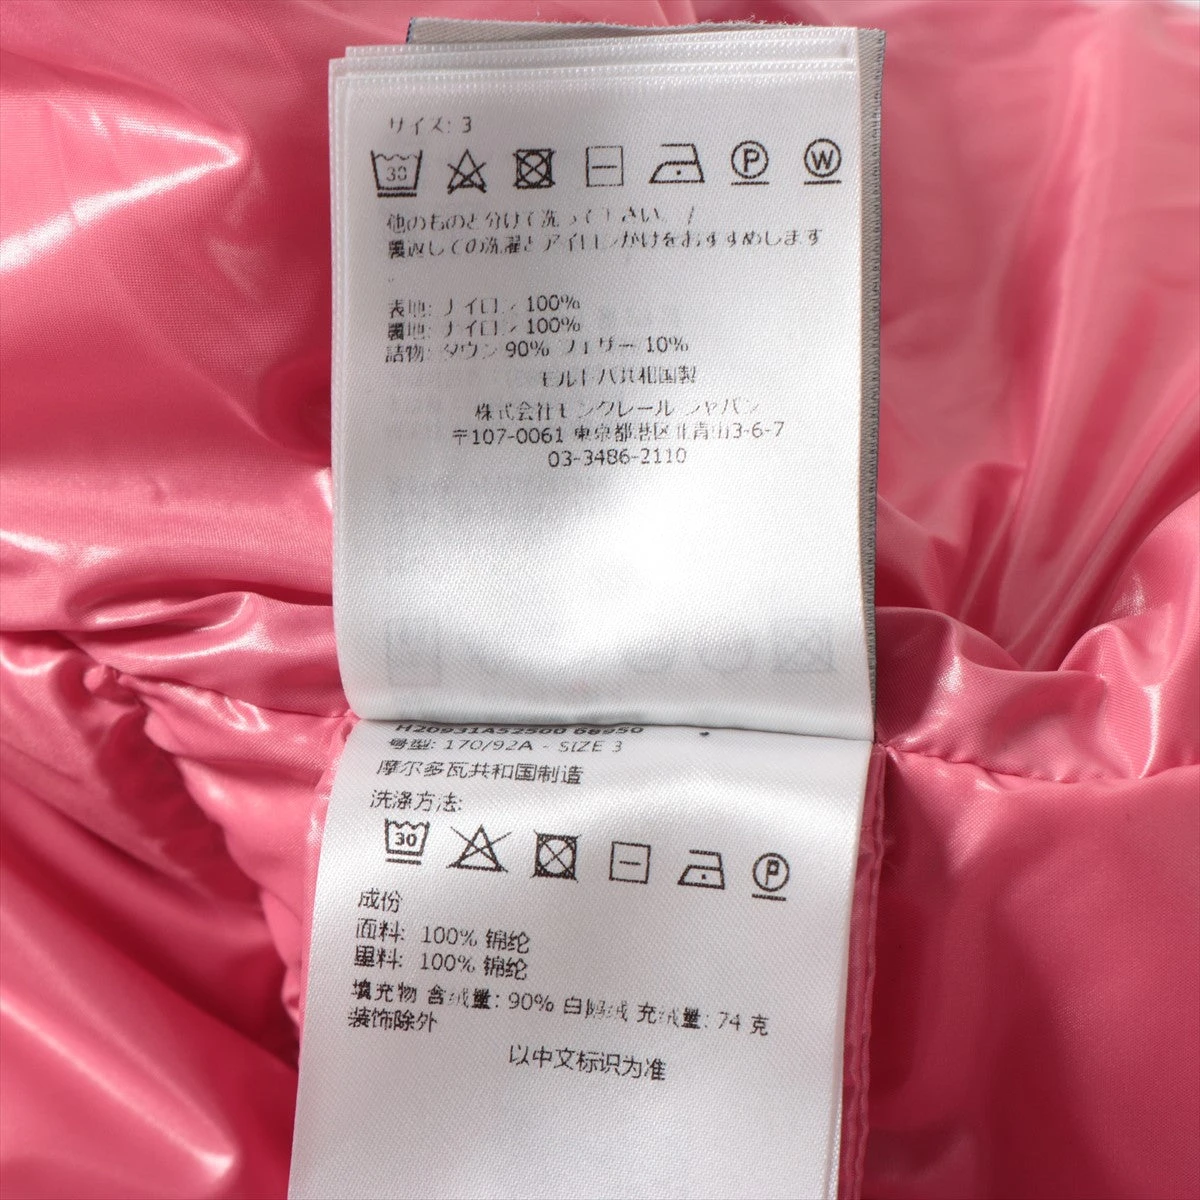 サイズ: 3
30 P W
他のものと分けて洗って下さい。/
裏返しての洗濯とアイロンがけをおすすめします
.
表地: ナイロン 100%
裏地: ナイロン 100%
詰物: ダウン 90% フェザー 10%
モルドバ共和国製
株式会社モンクレール ジャパン
〒107-0061 東京都港区北青山3-6-7
03-3486-2110
H20931A52500 68950
号型: 170/92A - SIZE 3
摩尔多瓦共和国制造
洗涤方法:
30 P
成份
面料: 100% 锦纶
里料: 100% 锦纶
填充物 含绒量: 90% 白鸭绒 充绒量: 74 克
装饰除外
以中文标识为准